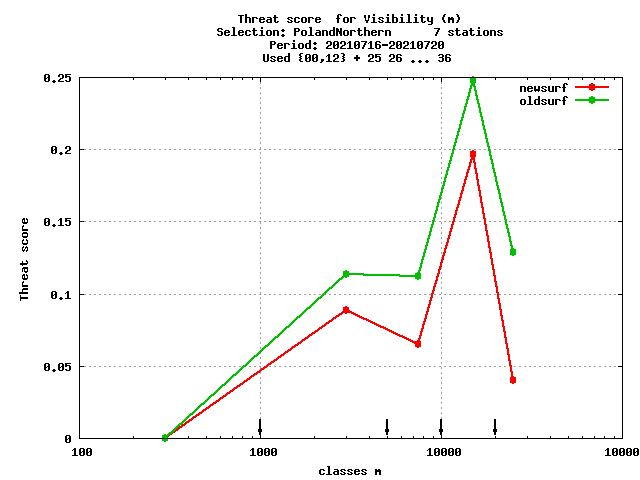 Threat score  for Visibility (m)
Selection: PolandNorthern      7 stations
Period: 20210716-20210720
Used {00,12} + 25 26 ... 36
newsurf
oldsurf
0.25
0.2
0.15
0.1
0.05
0
Threat score
100 1000 10000 10000
classes m